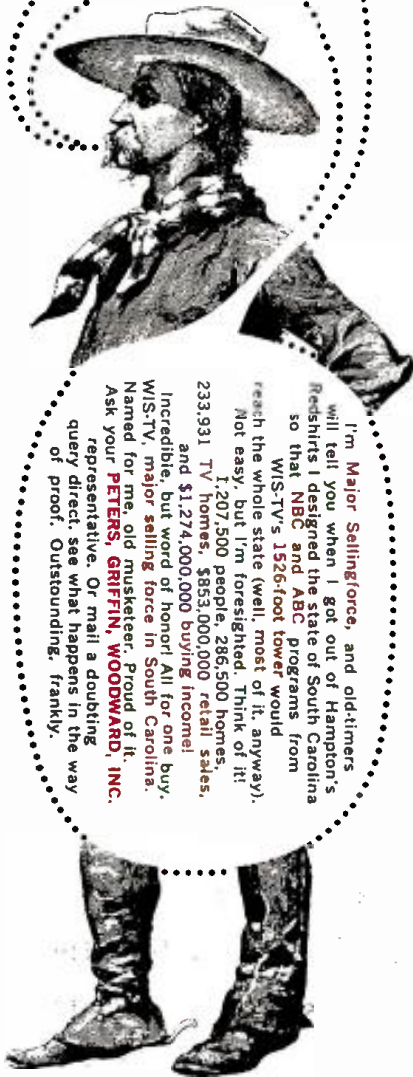 I'm Major Sellingforce, and old-timers
will tell you when I got out of Hampton's
Redshirts I designed the state of South Carolina
so that NBC and ABC programs from
WIS-TV's 1526-foot tower would
reach the whole state (well, most of it, anyway).
Not easy, but I'm foresighted. Think of it!
1,207,500 people, 286,500 homes,
233,931 TV homes, $853,000,000 retail sales,
and $1,274,000,000 buying income!
Incredible, but word of honor! All for one buy.
WIS-TV, major selling force in South Carolina.
Named for me, old musketeer. Proud of it.
Ask your PETERS, GRIFFIN, WOODWARD, INC.
representative. Or mail a doubting
query direct, see what happens in the way
of proof. Outstanding, frankly.